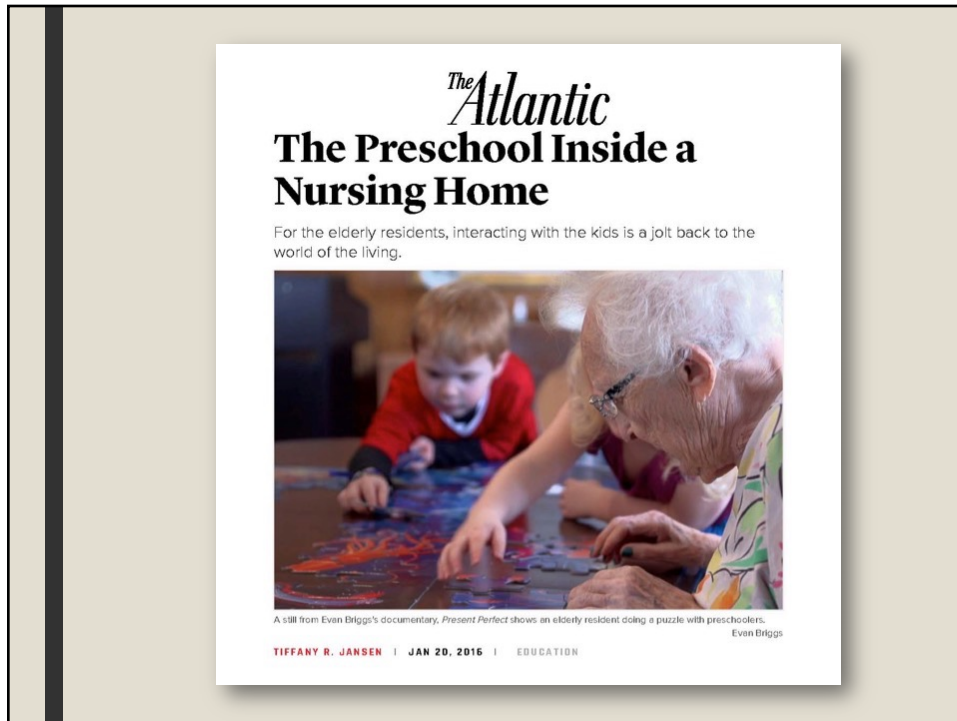 The Atlantic
The Preschool Inside a
Nursing Home
For the elderly residents, interacting with the kids is a jolt back to the
world of the living.
A still from Evan Briggs's documentary, Present Perfect shows an elderly resident doing a puzzle with preschoolers.
Evan Briggs
TIFFANY R. JANSEN | JAN 20, 2016 | EDUCATION